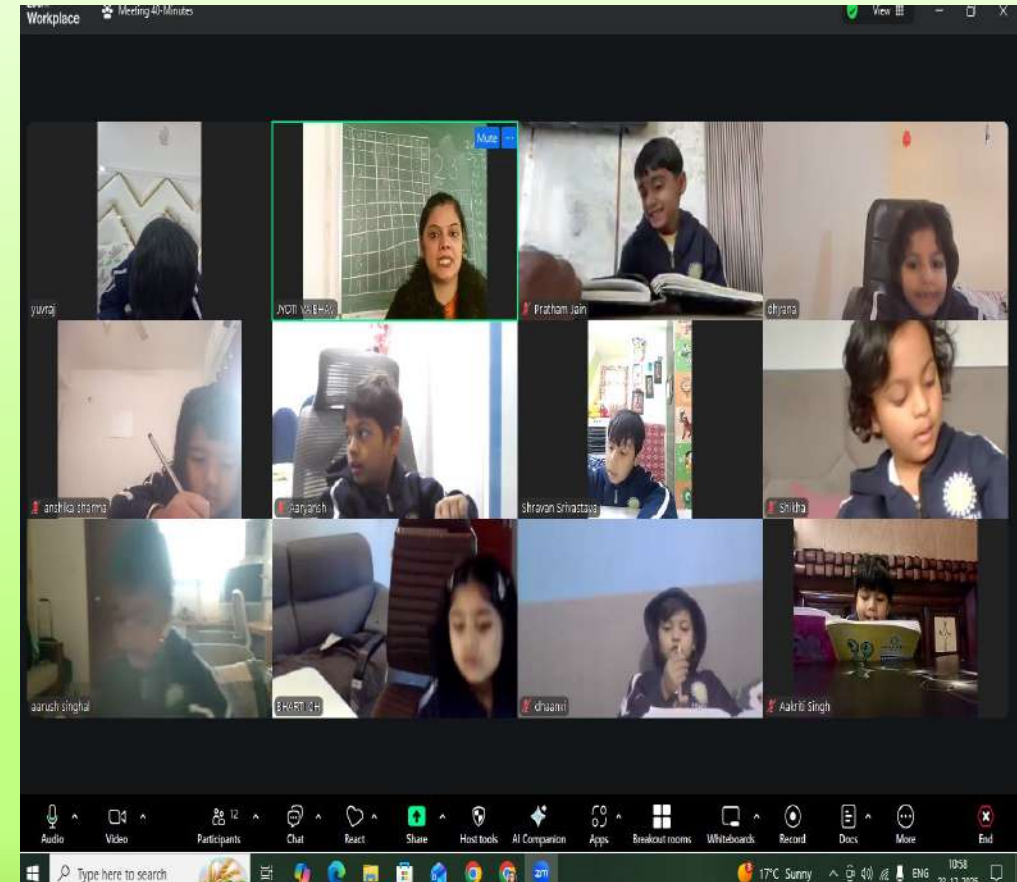 Workplace
Meeting 40-Minutes
View
Mute
yuvraj
JYOTI VAIBHAV
Pratham Jain
dhyana
anshika sharma
Aaryansh
Shravan Srivastava
Shikha
aarush singhal
dhaanvi
Aakriti Singh
Audio
Video
Participants 12
Chat
React
Share
Host tools
AI Companion
Apps
Breakout rooms
Whiteboards
Record
Docs
More
End
Type here to search
zm
17°C Sunny
ENG
10:58